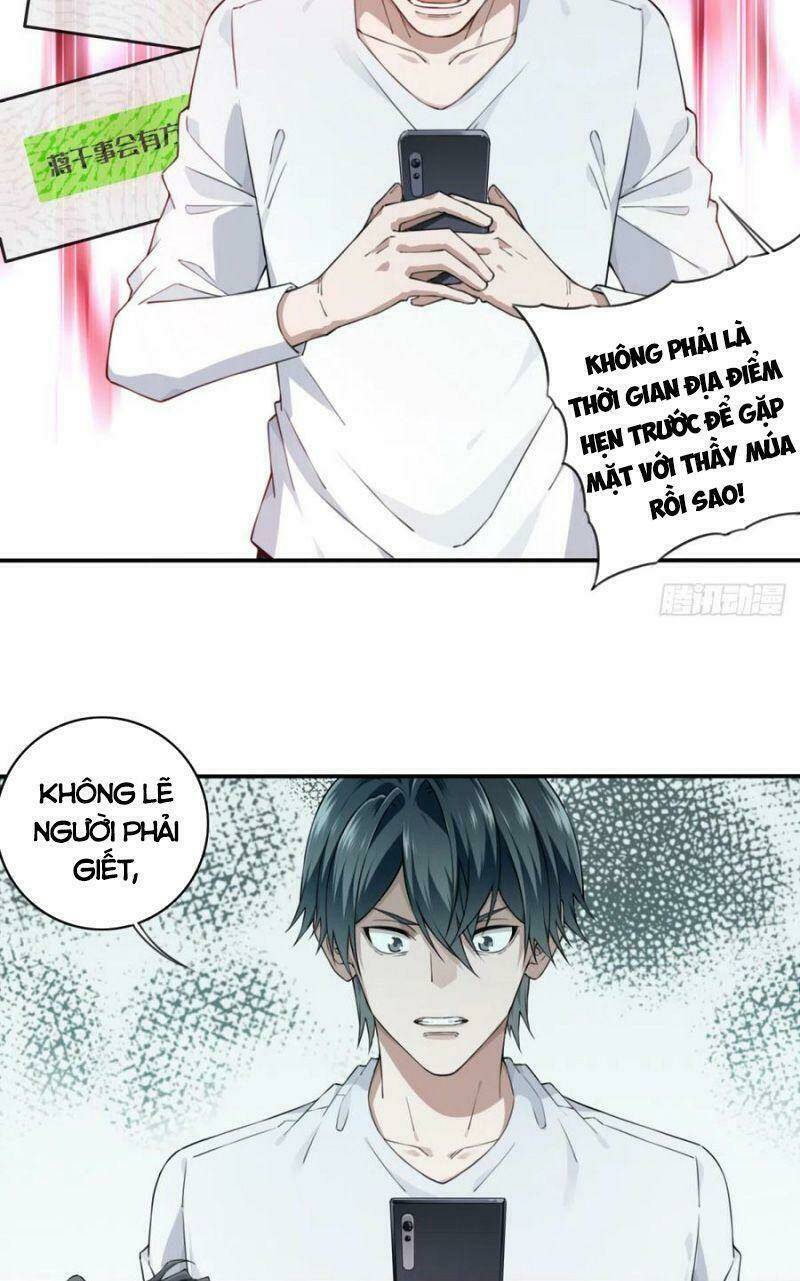 蒋干事会有方
KHÔNG PHẢI LÀ
THỜI GIAN ĐỊA ĐIỂM
HẸN TRƯỚC ĐỂ GẶP
MẶT VỚI THẦY MÚA
RỒI SAO!
腾讯动漫
KHÔNG LẼ
NGƯỜI PHẢI
GIẾT,